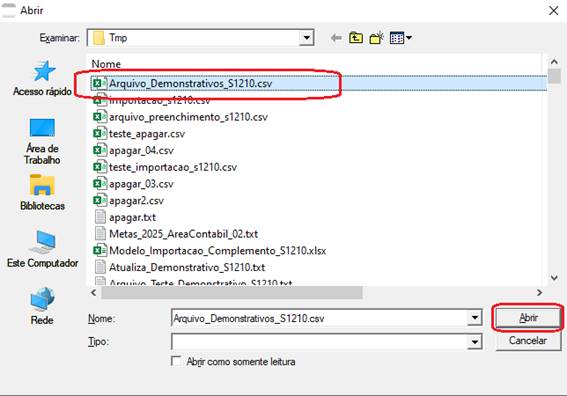 Abrir
Examinar: Tmp
Nome
Acesso rápido
Área de
Trabalho
Bibliotecas
Este Computador
Rede
Arquivo_Demonstrativos_S1210.csv
importacao_s1210.csv
arquivo_preenchimento_s1210.csv
teste_apagar.csv
apagar_04.csv
teste_importacao_s1210.csv
apagar_03.csv
apagar2.csv
apagar.txt
Metas_2025_AreaContabil_02.txt
Modelo_Importacao_Complemento_S1210.xlsx
Atualiza_Demonstrativo_S1210.txt
Arquivo_Teste_Demonstrativo_S1210.txt
Nome: Arquivo_Demonstrativos_S1210.csv Abrir
Tipo: Cancelar
Abrir como somente leitura